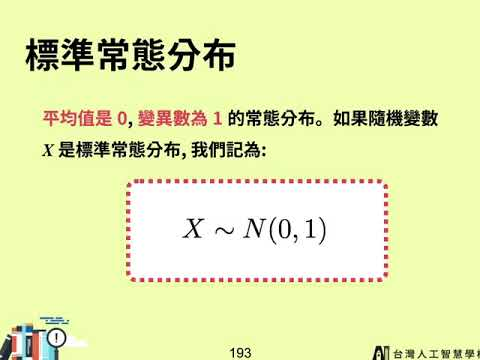 標準常態分布
平均值是 0, 變異數為 1 的常態分布。如果隨機變數
X 是標準常態分布, 我們記為:
X ∼ N(0, 1)
193
台灣人工智慧學校